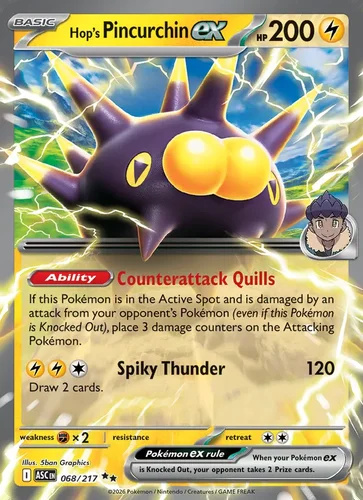 BASIC
Hop's Pincurchin ex HP 200
Ability Counterattack Quills
If this Pokémon is in the Active Spot and is damaged by an
attack from your opponent's Pokémon (even if this Pokémon
is Knocked Out), place 3 damage counters on the Attacking
Pokémon.
Spiky Thunder 120
Draw 2 cards.
weakness ×2 resistance retreat
Illus. 5ban Graphics
Pokémon ex rule When your Pokémon ex
is Knocked Out, your opponent takes 2 Prize cards.
I ASC EN 068/217
©2026 Pokémon / Nintendo / Creatures / GAME FREAK